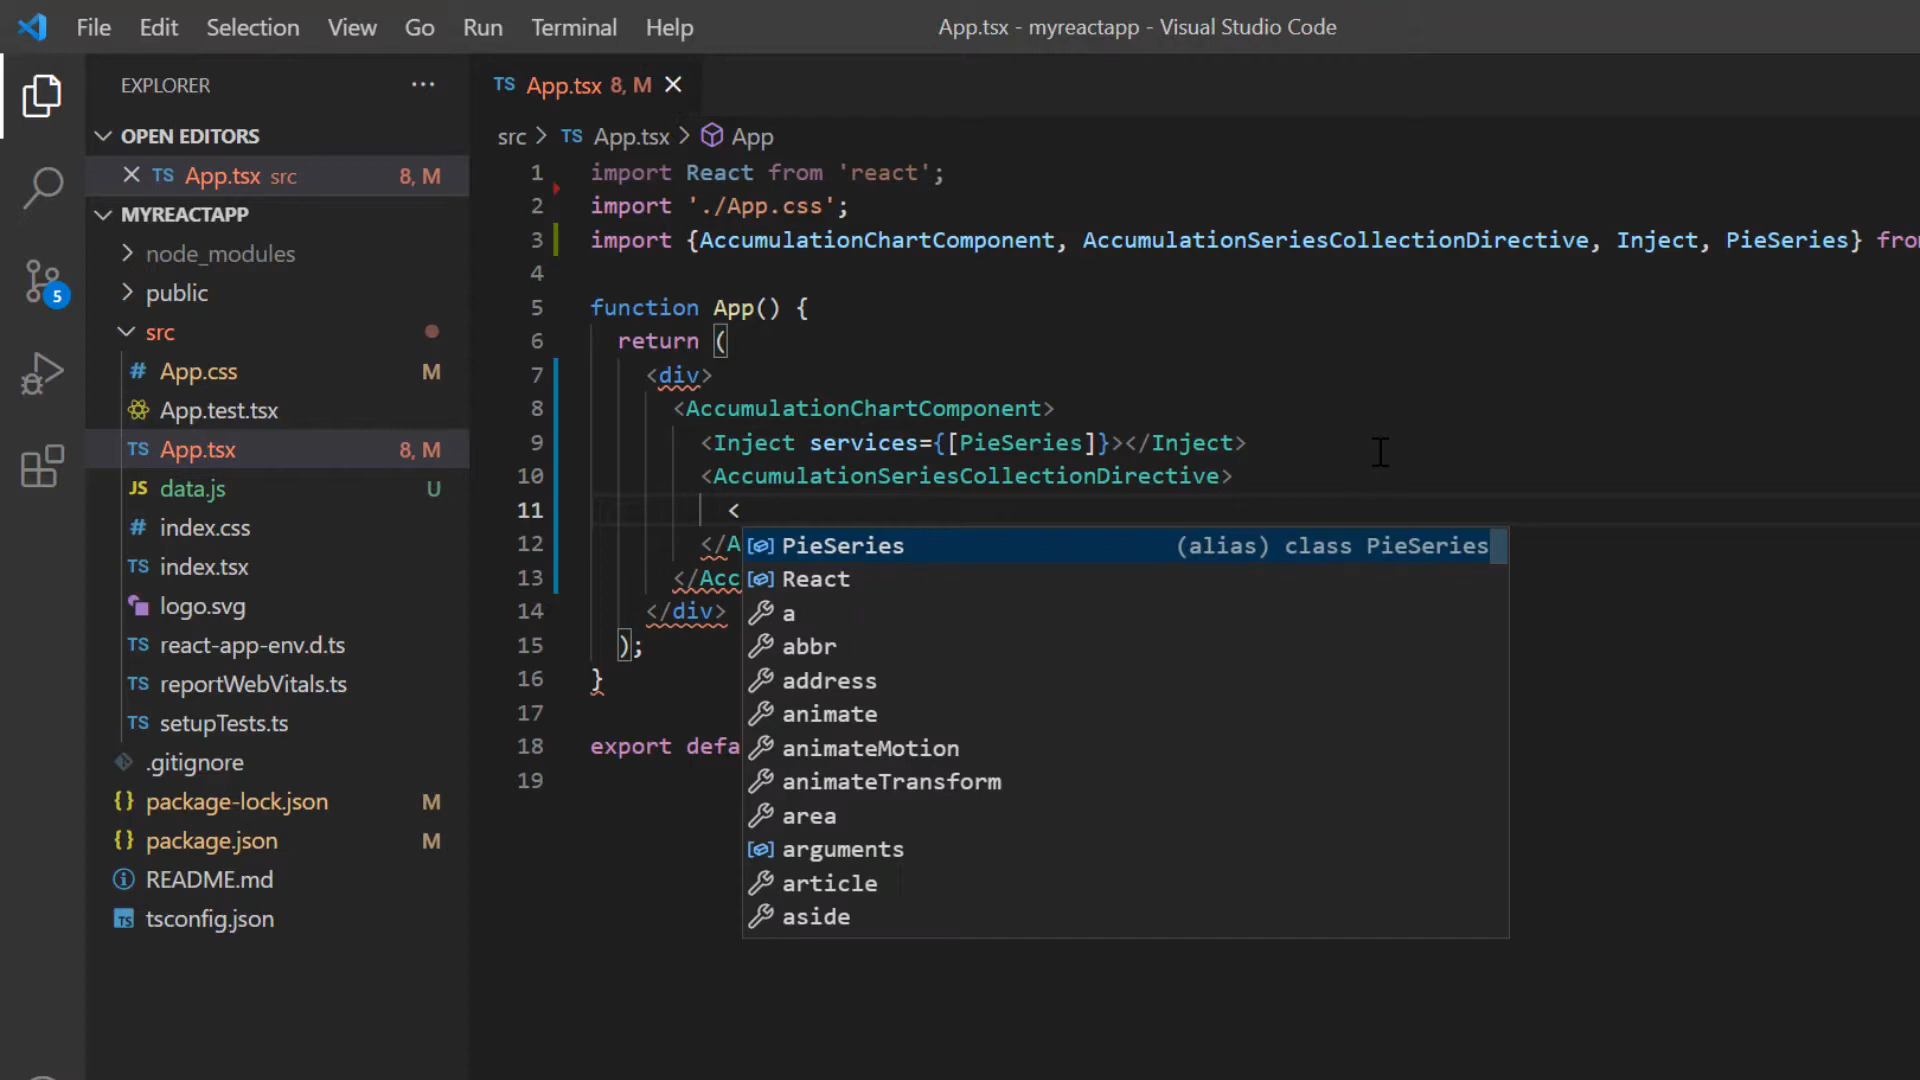 File Edit Selection View Go Run Terminal Help App.tsx - myreactapp - Visual Studio Code
EXPLORER ···
OPEN EDITORS
TS App.tsx src 8, M
MYREACTAPP
node_modules
public
src
# App.css M
App.test.tsx
TS App.tsx 8, M
JS data.js U
# index.css
TS index.tsx
logo.svg
TS react-app-env.d.ts
TS reportWebVitals.ts
TS setupTests.ts
.gitignore
{} package-lock.json M
{} package.json M
README.md
TS tsconfig.json
5
TS App.tsx 8, M
src > TS App.tsx > App
1 import React from 'react';
2 import './App.css';
3 import {AccumulationChartComponent, AccumulationSeriesCollectionDirective, Inject, PieSeries} fro
4
5 function App() {
6 return (
7 <div>
8 <AccumulationChartComponent>
9 <Inject services={[PieSeries]}></Inject>
10 <AccumulationSeriesCollectionDirective>
11 <
12 </A
13 </Acc
14 </div>
15 );
16 }
17
18 export defa
19
PieSeries (alias) class PieSeries
React
a
abbr
address
animate
animateMotion
animateTransform
area
arguments
article
aside